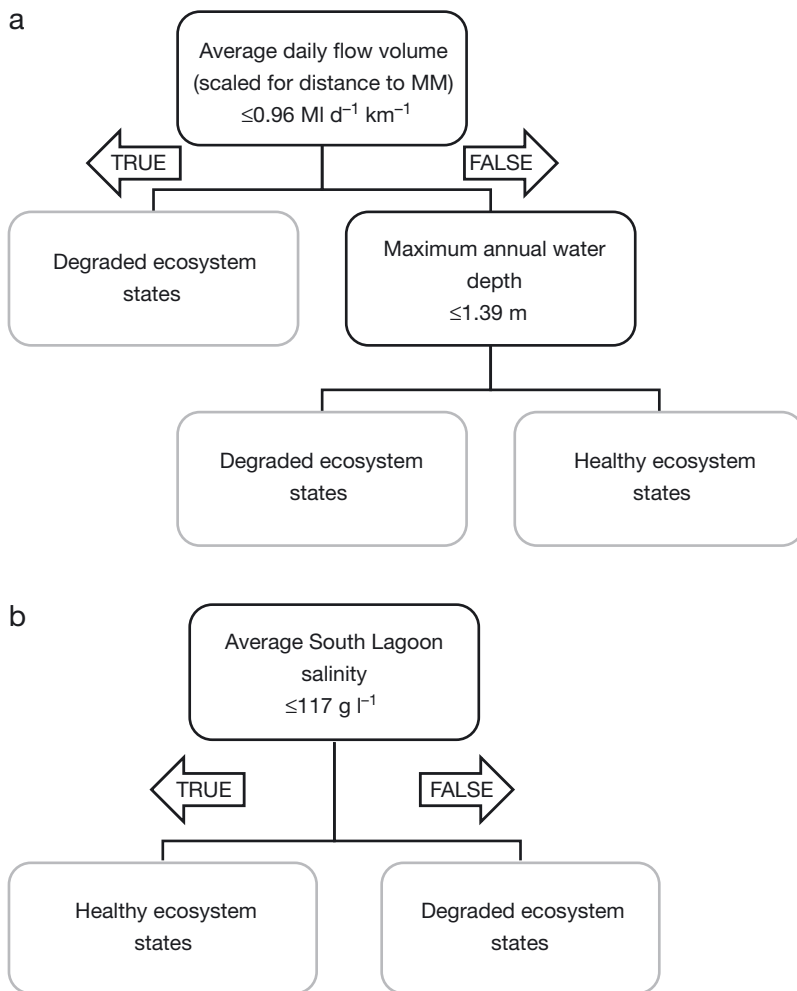 a
Average daily flow volume
(scaled for distance to MM)
≤0.96 Ml d⁻¹ km⁻¹
TRUE
FALSE
Degraded ecosystem
states
Maximum annual water
depth
≤1.39 m
Degraded ecosystem
states
Healthy ecosystem
states
b
Average South Lagoon
salinity
≤117 g l⁻¹
TRUE
FALSE
Healthy ecosystem
states
Degraded ecosystem
states